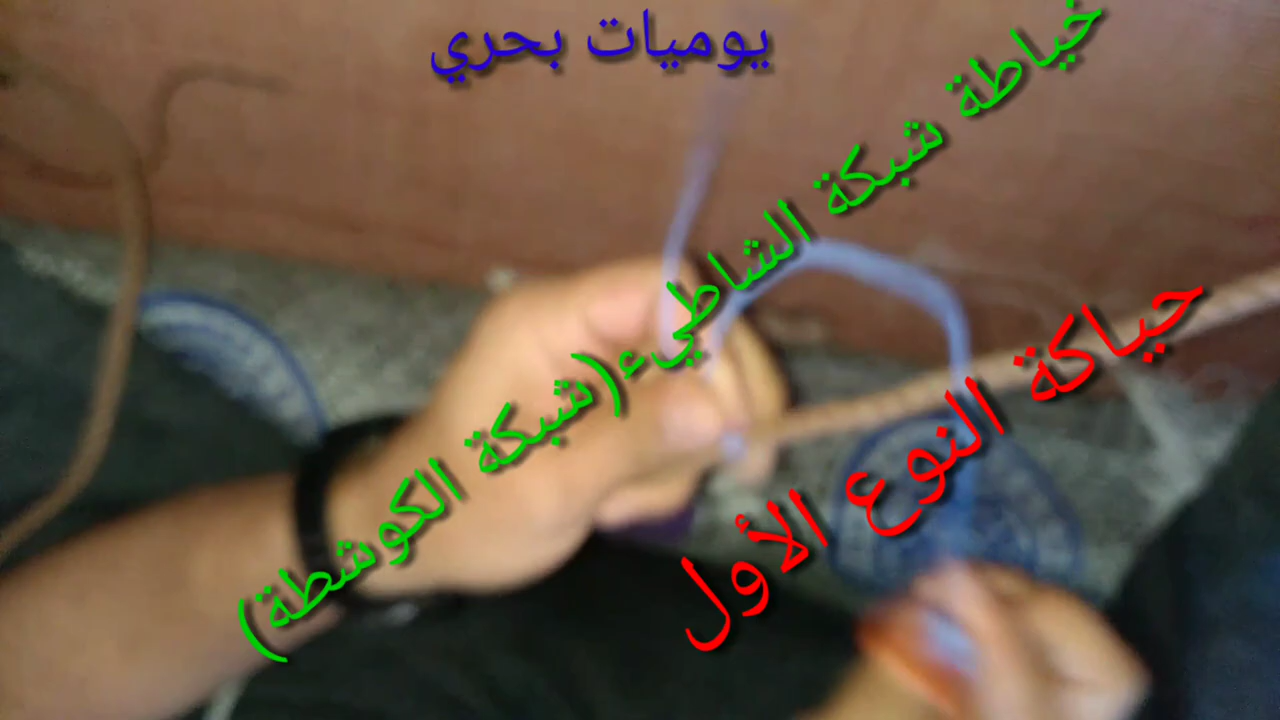 يوميات بحري
خياطة شبكة الشاطيء(شبكة الكوشطة)
حياكة النوع الأول